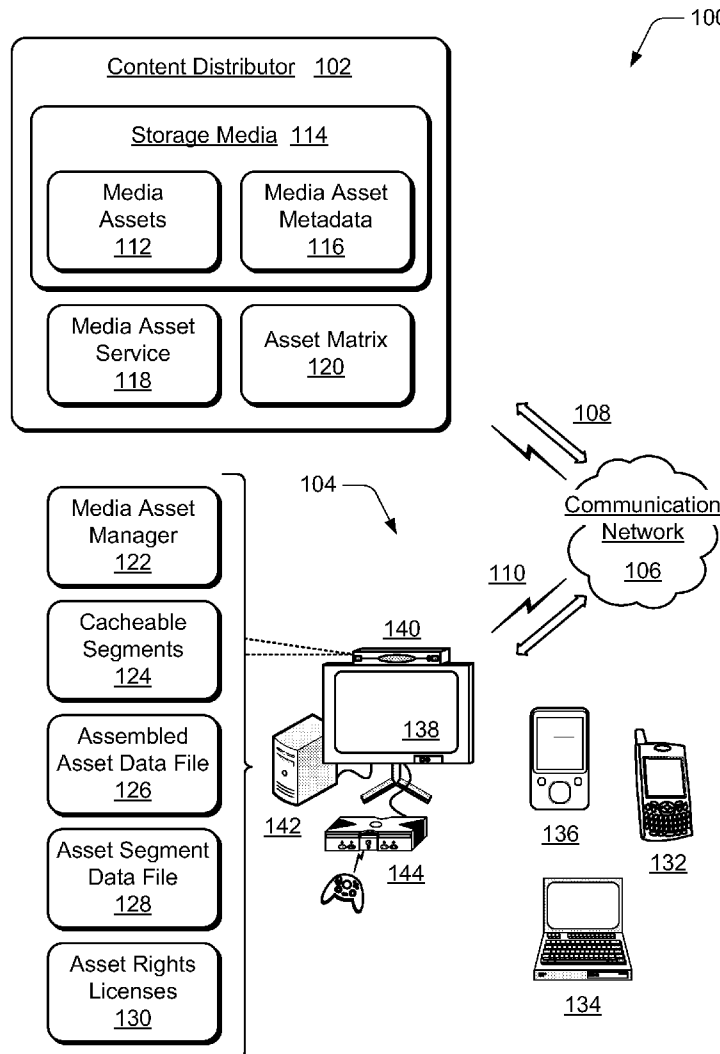 100
Content Distributor 102
Storage Media 114
Media
Assets
112
Media Asset
Metadata
116
Media Asset
Service
118
Asset Matrix
120
108
Communication
Network
106
104
110
Media Asset
Manager
122
Cacheable
Segments
124
Assembled
Asset Data File
126
Asset Segment
Data File
128
Asset Rights
Licenses
130
140
138
142
144
136
132
134